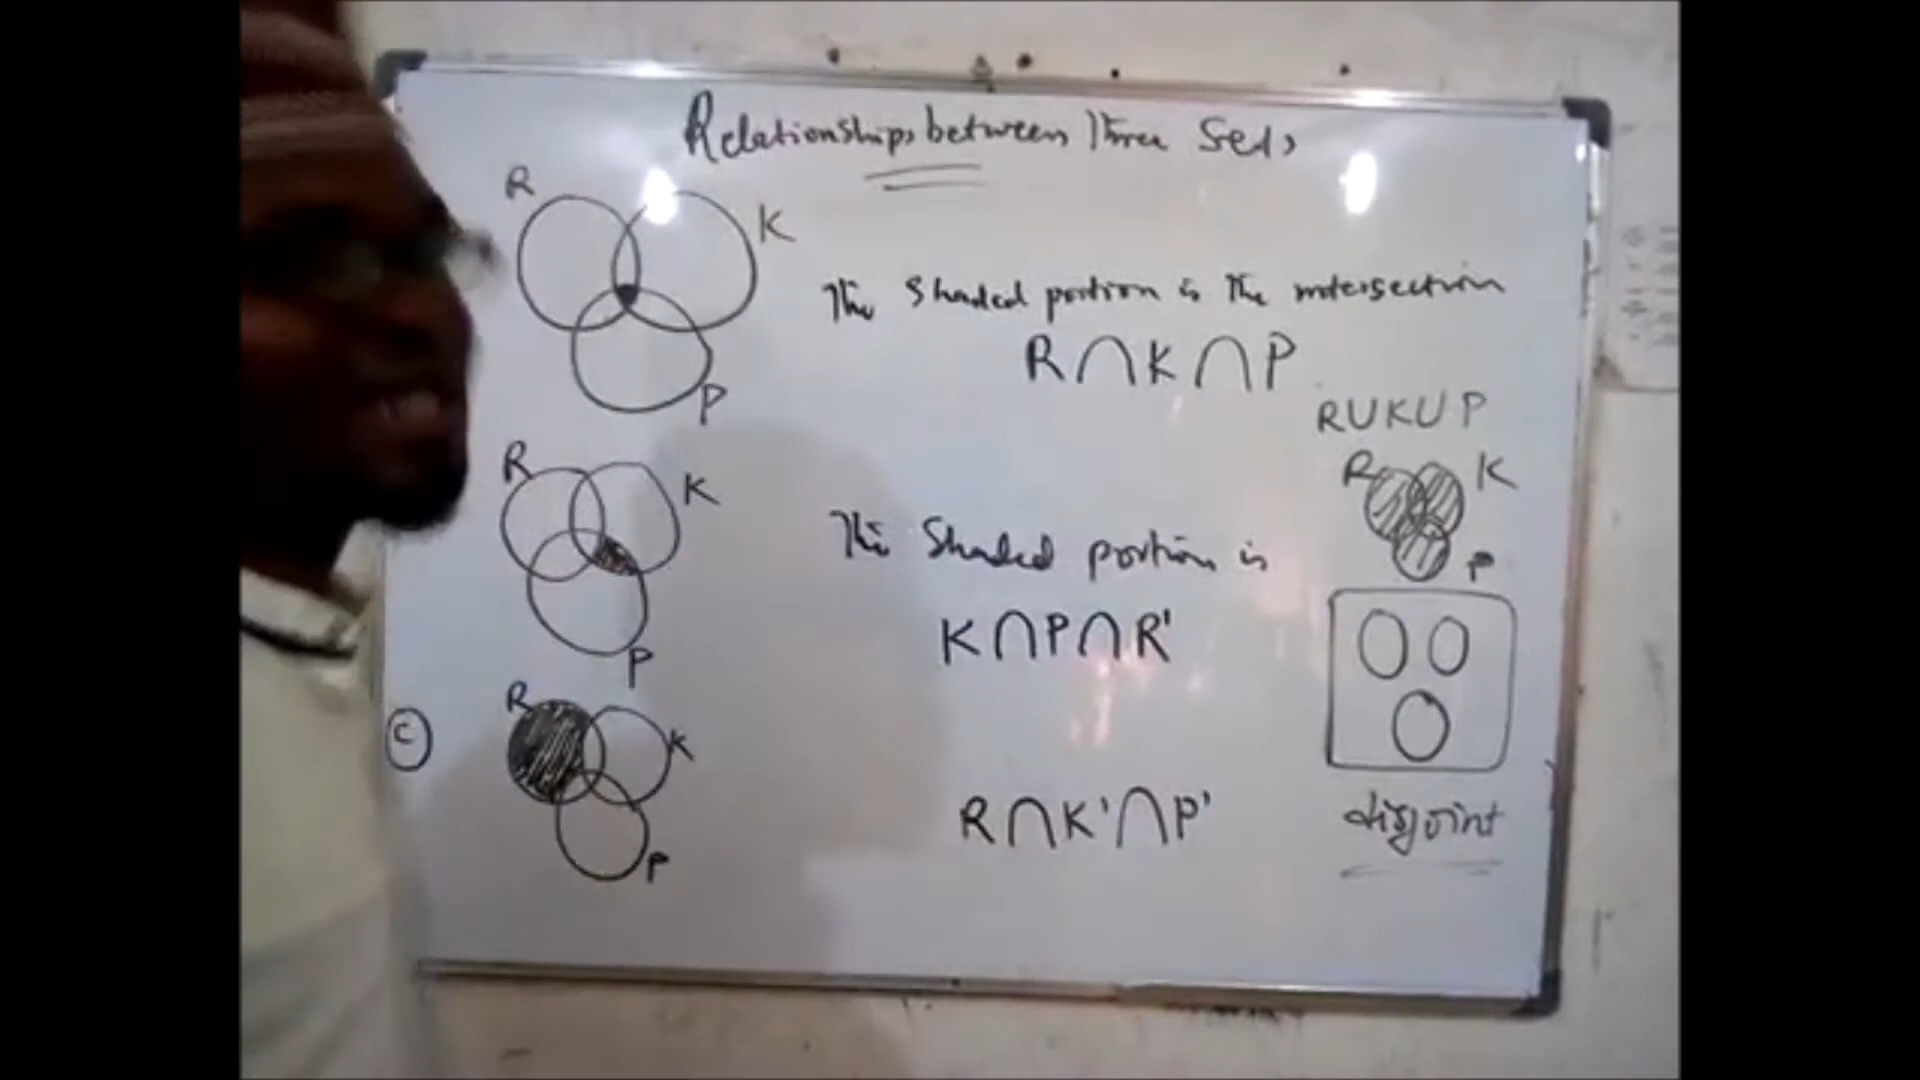 Relationships between Three Sets
R
K
The Shaded portion is the intersection
R∩K∩P
P
RUKUP
R
K
R
K
The Shaded portion is
P
K∩P∩R'
P
R
C
K
R∩K'∩P'
disjoint
P